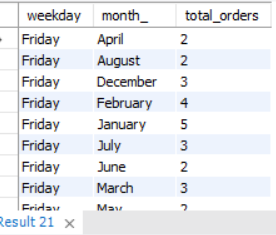 weekday month_ total_orders
Friday April 2
Friday August 2
Friday December 3
Friday February 4
Friday January 5
Friday July 3
Friday June 2
Friday March 3
Friday May 2
Result 21 ×